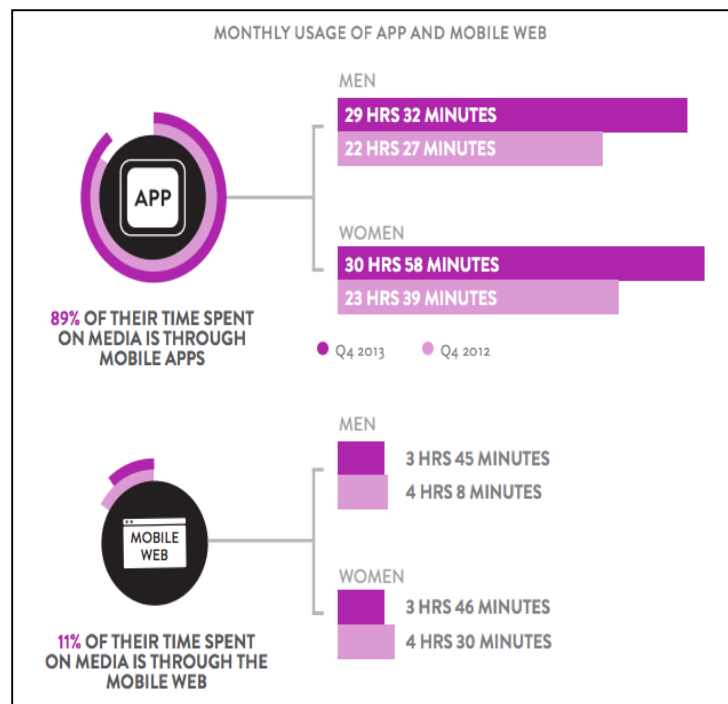 MONTHLY USAGE OF APP AND MOBILE WEB
APP
89% OF THEIR TIME SPENT
ON MEDIA IS THROUGH
MOBILE APPS
MEN
29 HRS 32 MINUTES
22 HRS 27 MINUTES
WOMEN
30 HRS 58 MINUTES
23 HRS 39 MINUTES
Q4 2013 Q4 2012
MOBILE
WEB
11% OF THEIR TIME SPENT
ON MEDIA IS THROUGH THE
MOBILE WEB
MEN
3 HRS 45 MINUTES
4 HRS 8 MINUTES
WOMEN
3 HRS 46 MINUTES
4 HRS 30 MINUTES